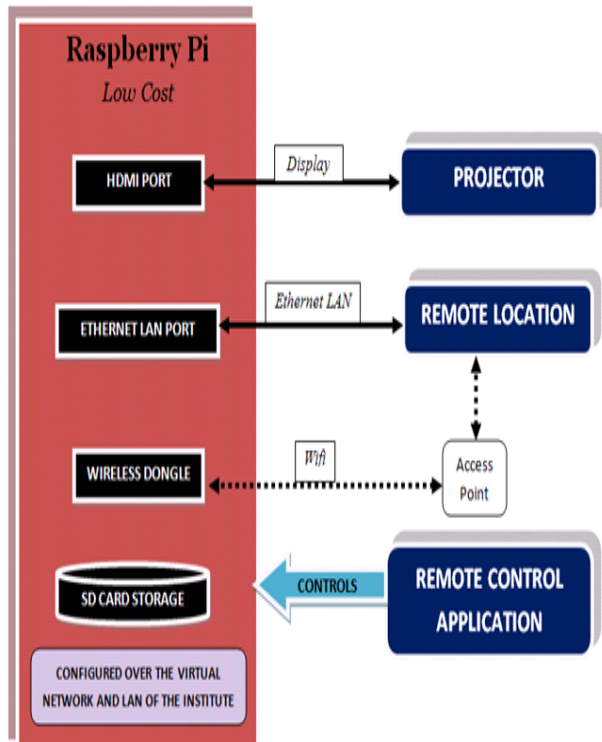 Raspberry Pi
Low Cost
HDMI PORT
Display
PROJECTOR
ETHERNET LAN PORT
Ethernet LAN
REMOTE LOCATION
WIRELESS DONGLE
Wifi
Access
Point
SD CARD STORAGE
CONTROLS
REMOTE CONTROL
APPLICATION
CONFIGURED OVER THE VIRTUAL
NETWORK AND LAN OF THE INSTITUTE